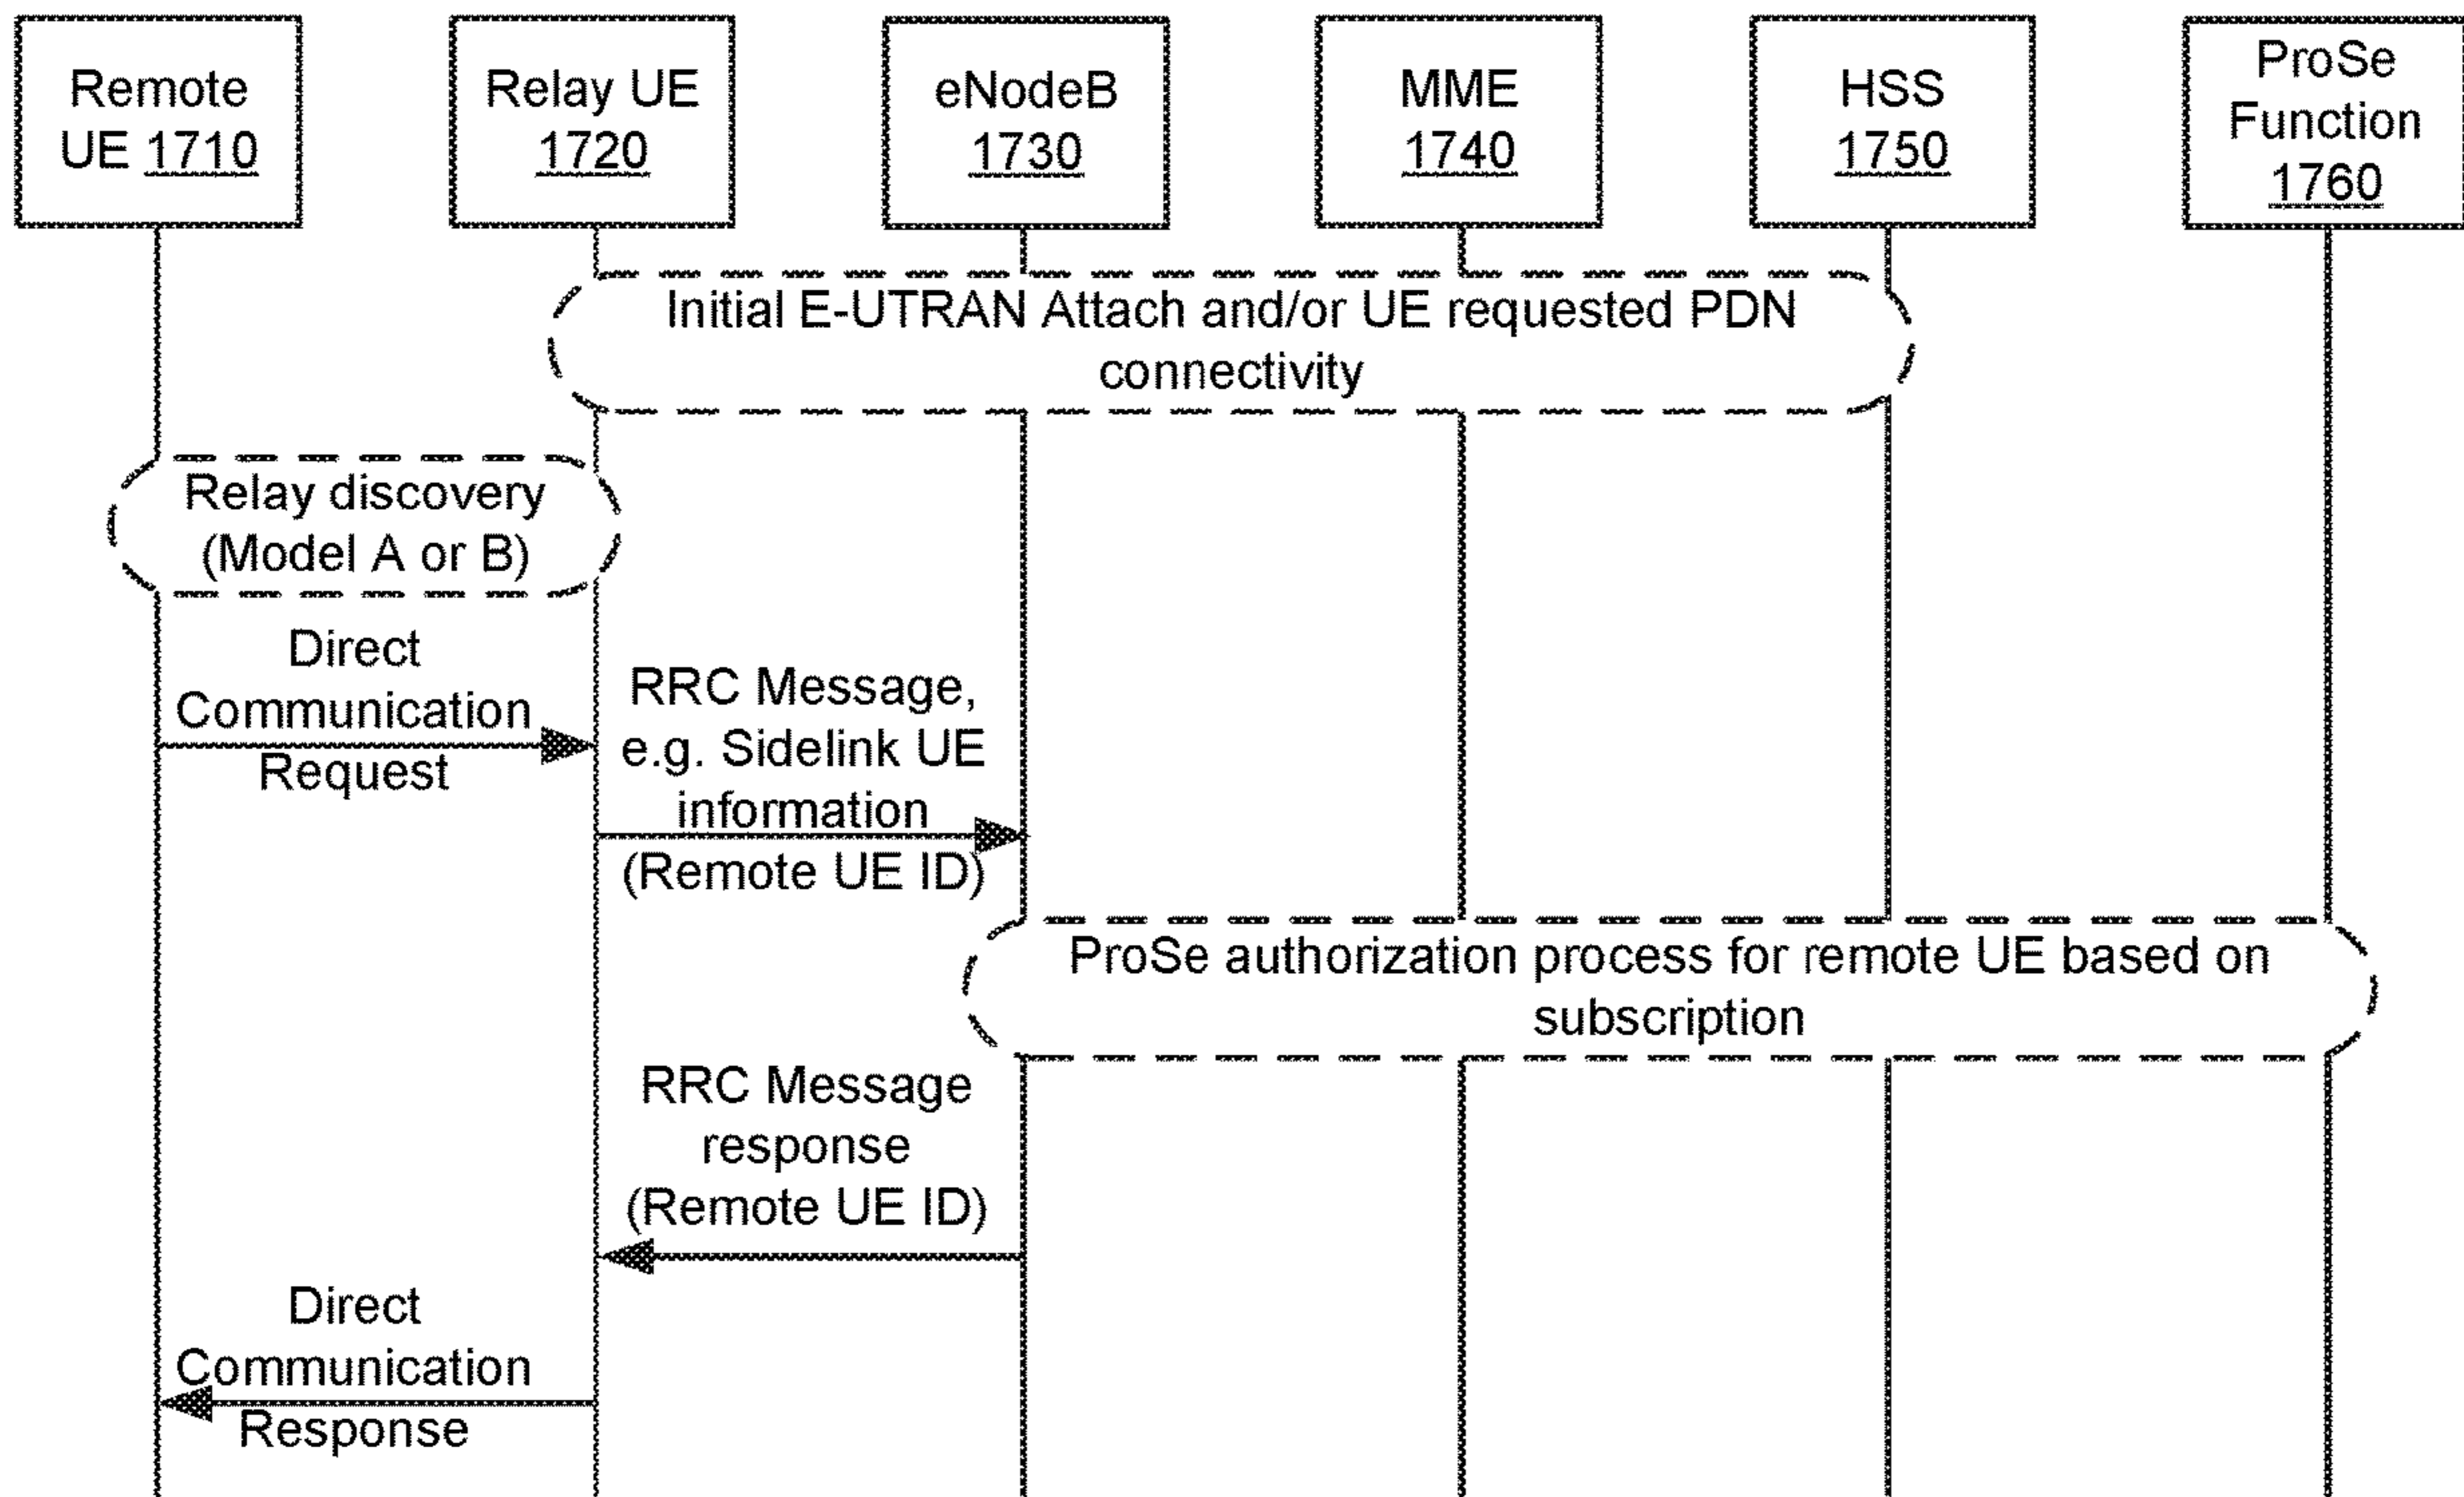 Remote
UE 1710
Relay UE
1720
eNodeB
1730
MME
1740
HSS
1750
ProSe
Function
1760
Initial E-UTRAN Attach and/or UE requested PDN
connectivity
Relay discovery
(Model A or B)
Direct
Communication
Request
RRC Message,
e.g. Sidelink UE
information
(Remote UE ID)
ProSe authorization process for remote UE based on
subscription
RRC Message
response
(Remote UE ID)
Direct
Communication
Response